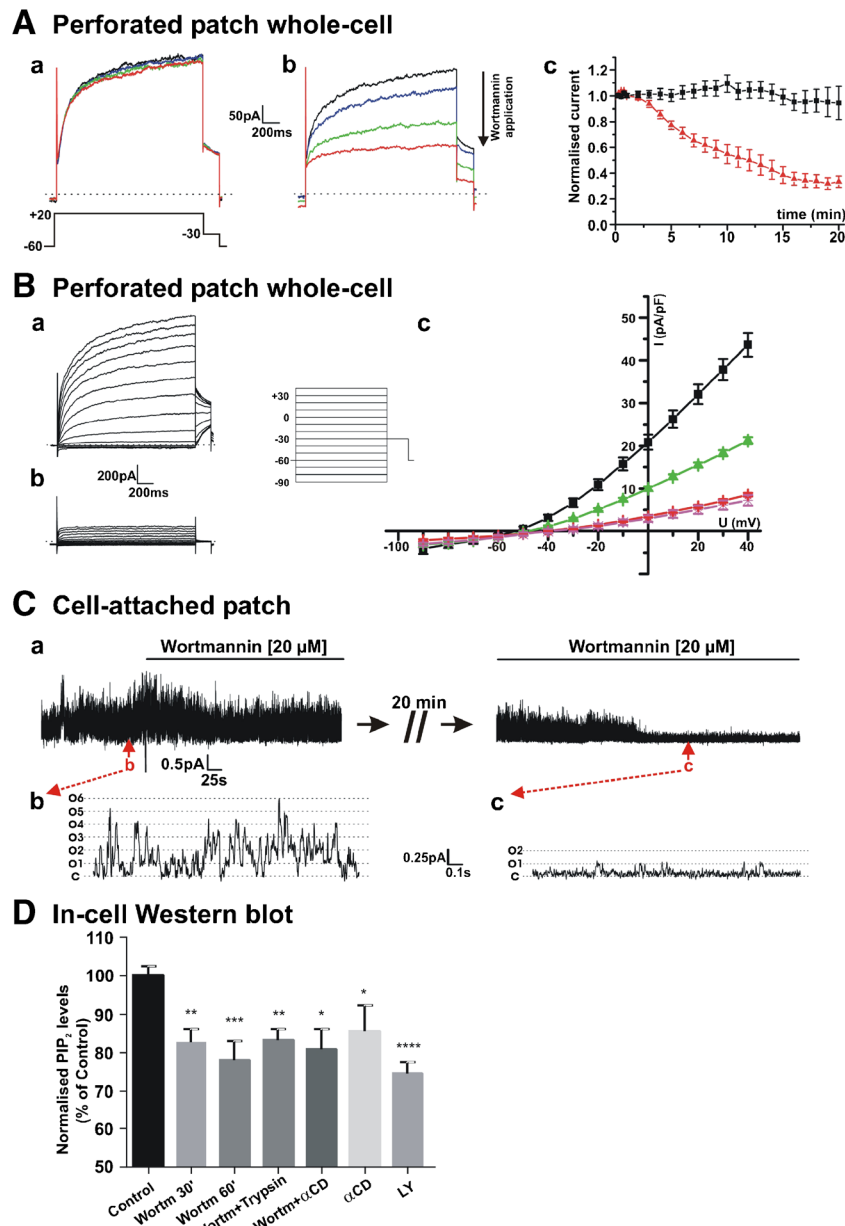 A Perforated patch whole-cell
a
b
c
50pA
200ms
Wortmannin
application
+20
-30
-60
Normalised current
1.2
1.0
0.8
0.6
0.4
0.2
0.0
0 5 10 15 20
time (min)
B Perforated patch whole-cell
a
b
200pA
200ms
+30
0
-30
-60
-90
c
I (pA/pF)
50
40
30
20
10
-100 -80 -60 -40 -20 20 40
U (mV)
C Cell-attached patch
a
Wortmannin [20 µM]
Wortmannin [20 µM]
20 min
b
0.5pA
25s
c
b
O6
O5
O4
O3
O2
O1
C
0.25pA
0.1s
c
O2
O1
C
D In-cell Western blot
Normalised PIP2 levels
(% of Control)
110
100
90
80
70
60
50
** *** ** * * ****
Control
Wortm 30'
Wortm 60'
Wortm+Trypsin
Wortm+αCD
αCD
LY